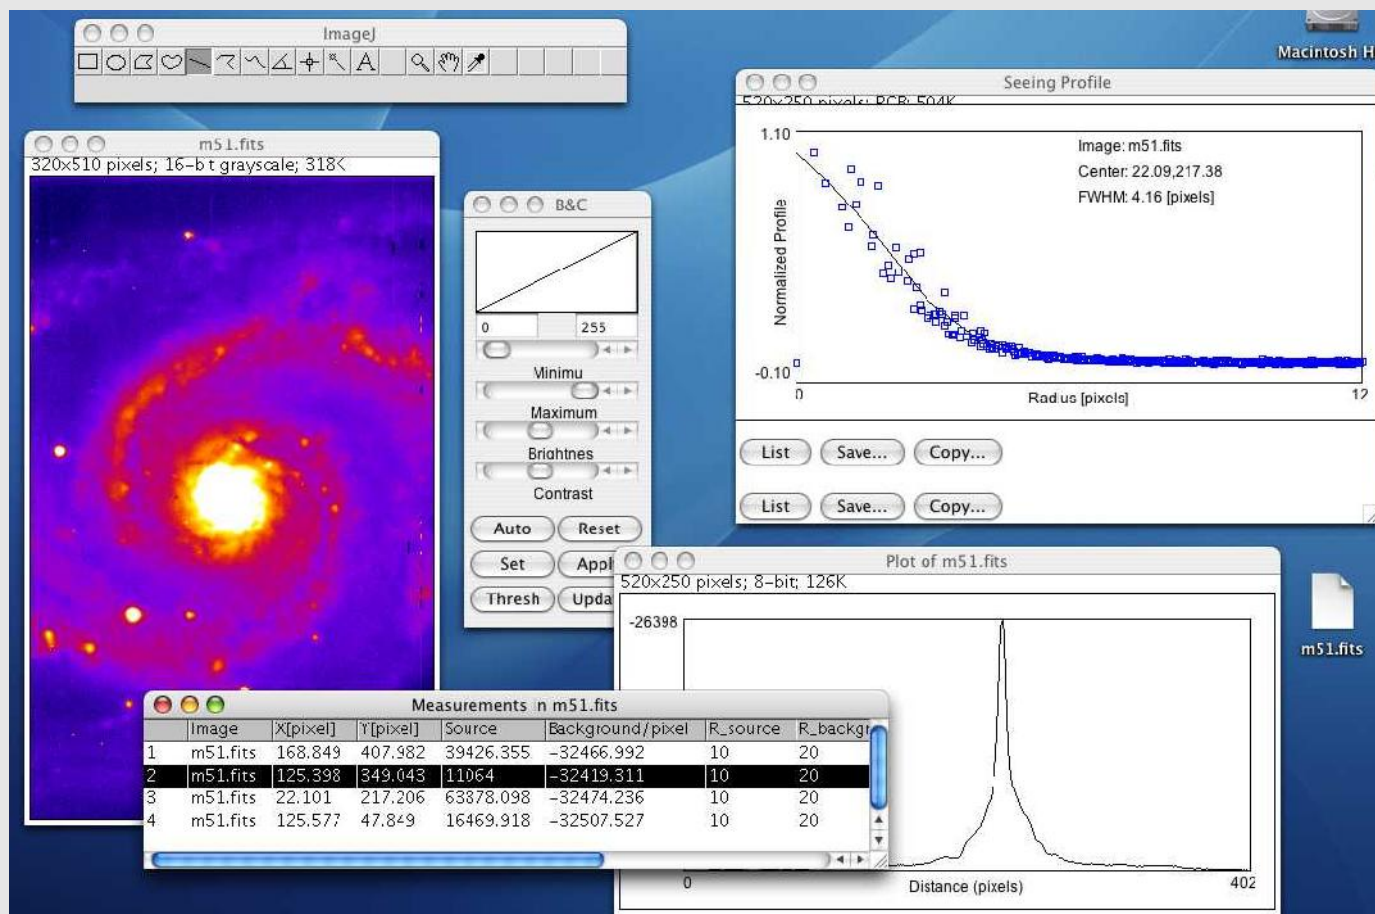 ImageJ
A
Macintosh H
m51.fits
320x510 pixels; 16-bit grayscale; 318K
B&C
0 255
Minimu
Maximum
Brightnes
Contrast
Auto Reset
Set Appl
Thresh Upda
Seeing Profile
520x250 pixels; RGB; 504K
1.10
Normalized Profile
-0.10
Image: m51.fits
Center: 22.09,217.38
FWHM: 4.16 [pixels]
0 12
Radius [pixels]
List Save... Copy...
List Save... Copy...
Plot of m51.fits
520x250 pixels; 8-bit; 126K
-26398
0 402
Distance (pixels)
m51.fits
Measurements in m51.fits
Image X[pixel] Y[pixel] Source Background/pixel R_source R_backgr
1 m51.fits 168.849 407.982 39426.355 -32466.992 10 20
2 m51.fits 125.398 349.043 11064 -32419.311 10 20
3 m51.fits 22.101 217.206 63878.098 -32474.236 10 20
4 m51.fits 125.577 47.849 16469.918 -32507.527 10 20